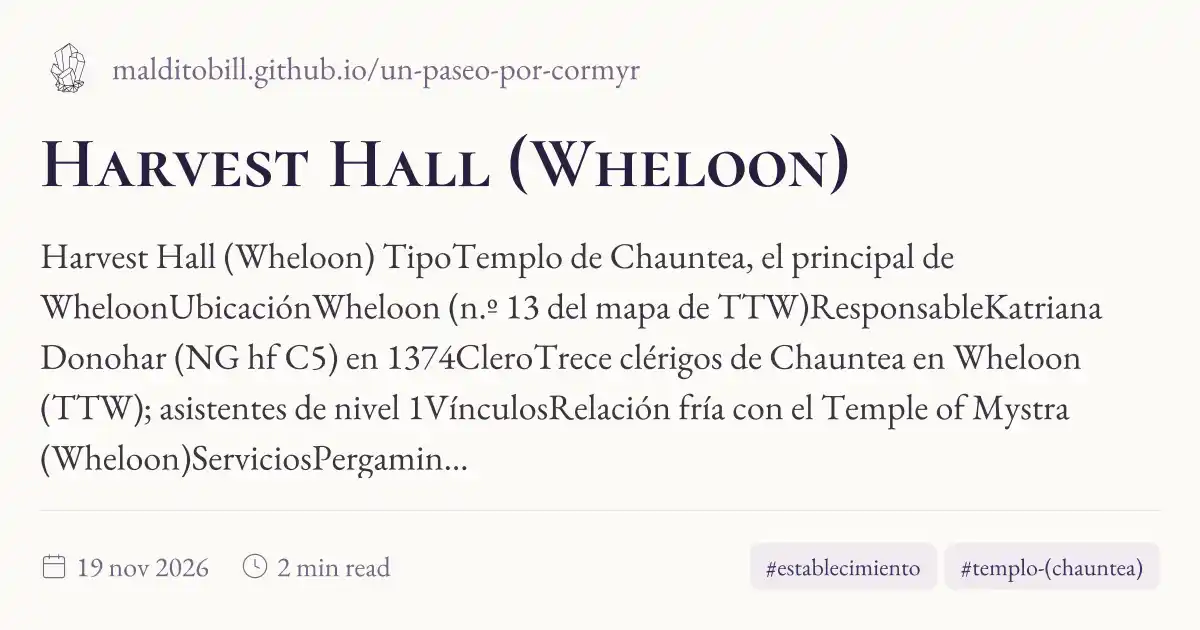 malditobill.github.io/un-paseo-por-cormyr
Harvest Hall (Wheloon)
Harvest Hall (Wheloon) TipoTemplo de Chauntea, el principal de
WheloonUbicaciónWheloon (n.º 13 del mapa de TTW)ResponsableKatriana
Donohar (NG hf C5) en 1374CleroTrece clérigos de Chauntea en Wheloon
(TTW); asistentes de nivel 1VínculosRelación fría con el Temple of Mystra
(Wheloon)ServiciosPergamin...
19 nov 2026
2 min read
#establecimiento
#templo-(chauntea)